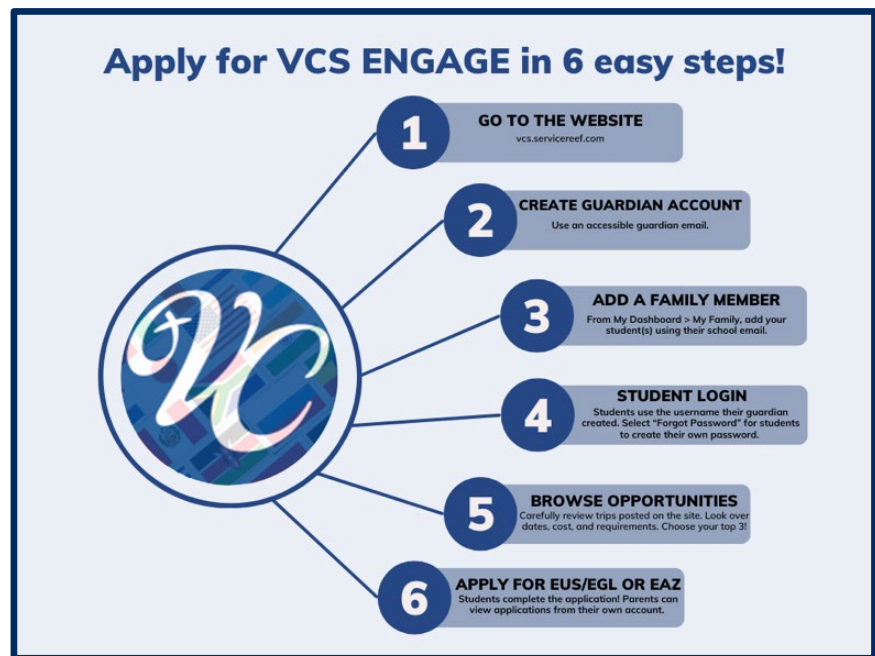 Apply for VCS ENGAGE in 6 easy steps!
1
GO TO THE WEBSITE
vcs.servicereef.com
2
CREATE GUARDIAN ACCOUNT
Use an accessible guardian email.
3
ADD A FAMILY MEMBER
From My Dashboard > My Family, add your
student(s) using their school email.
VC
4
STUDENT LOGIN
Students use the username their guardian
created. Select “Forgot Password” for students
to create their own password.
5
BROWSE OPPORTUNITIES
Carefully review trips posted on the site. Look over
dates, cost, and requirements. Choose your top 3!
6
APPLY FOR EUS/EGL OR EAZ
Students complete the application! Parents can
view applications from their own account.